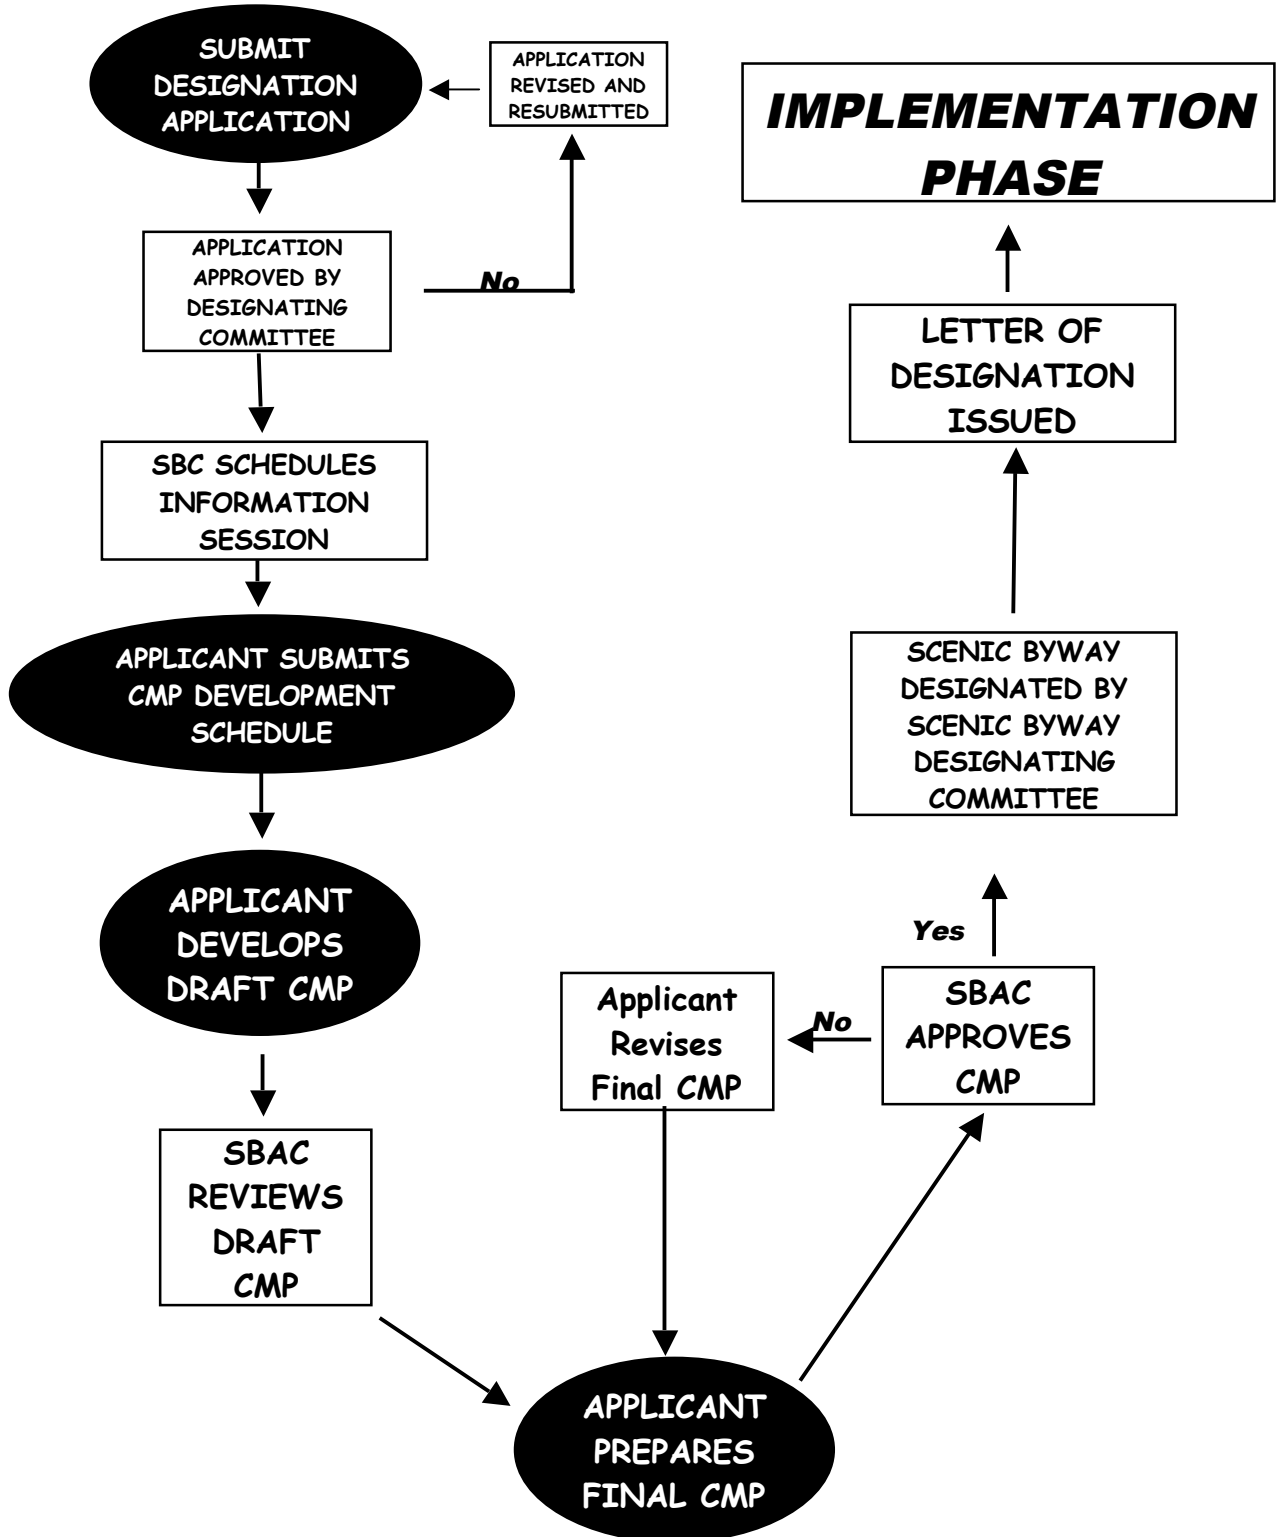 SUBMIT
DESIGNATION
APPLICATION
APPLICATION
REVISED AND
RESUBMITTED
APPLICATION
APPROVED BY
DESIGNATING
COMMITTEE
No
SBC SCHEDULES
INFORMATION
SESSION
APPLICANT SUBMITS
CMP DEVELOPMENT
SCHEDULE
APPLICANT
DEVELOPS
DRAFT CMP
SBAC
REVIEWS
DRAFT
CMP
APPLICANT
PREPARES
FINAL CMP
Applicant
Revises
Final CMP
No
SBAC
APPROVES
CMP
Yes
SCENIC BYWAY
DESIGNATED BY
SCENIC BYWAY
DESIGNATING
COMMITTEE
LETTER OF
DESIGNATION
ISSUED
IMPLEMENTATION
PHASE